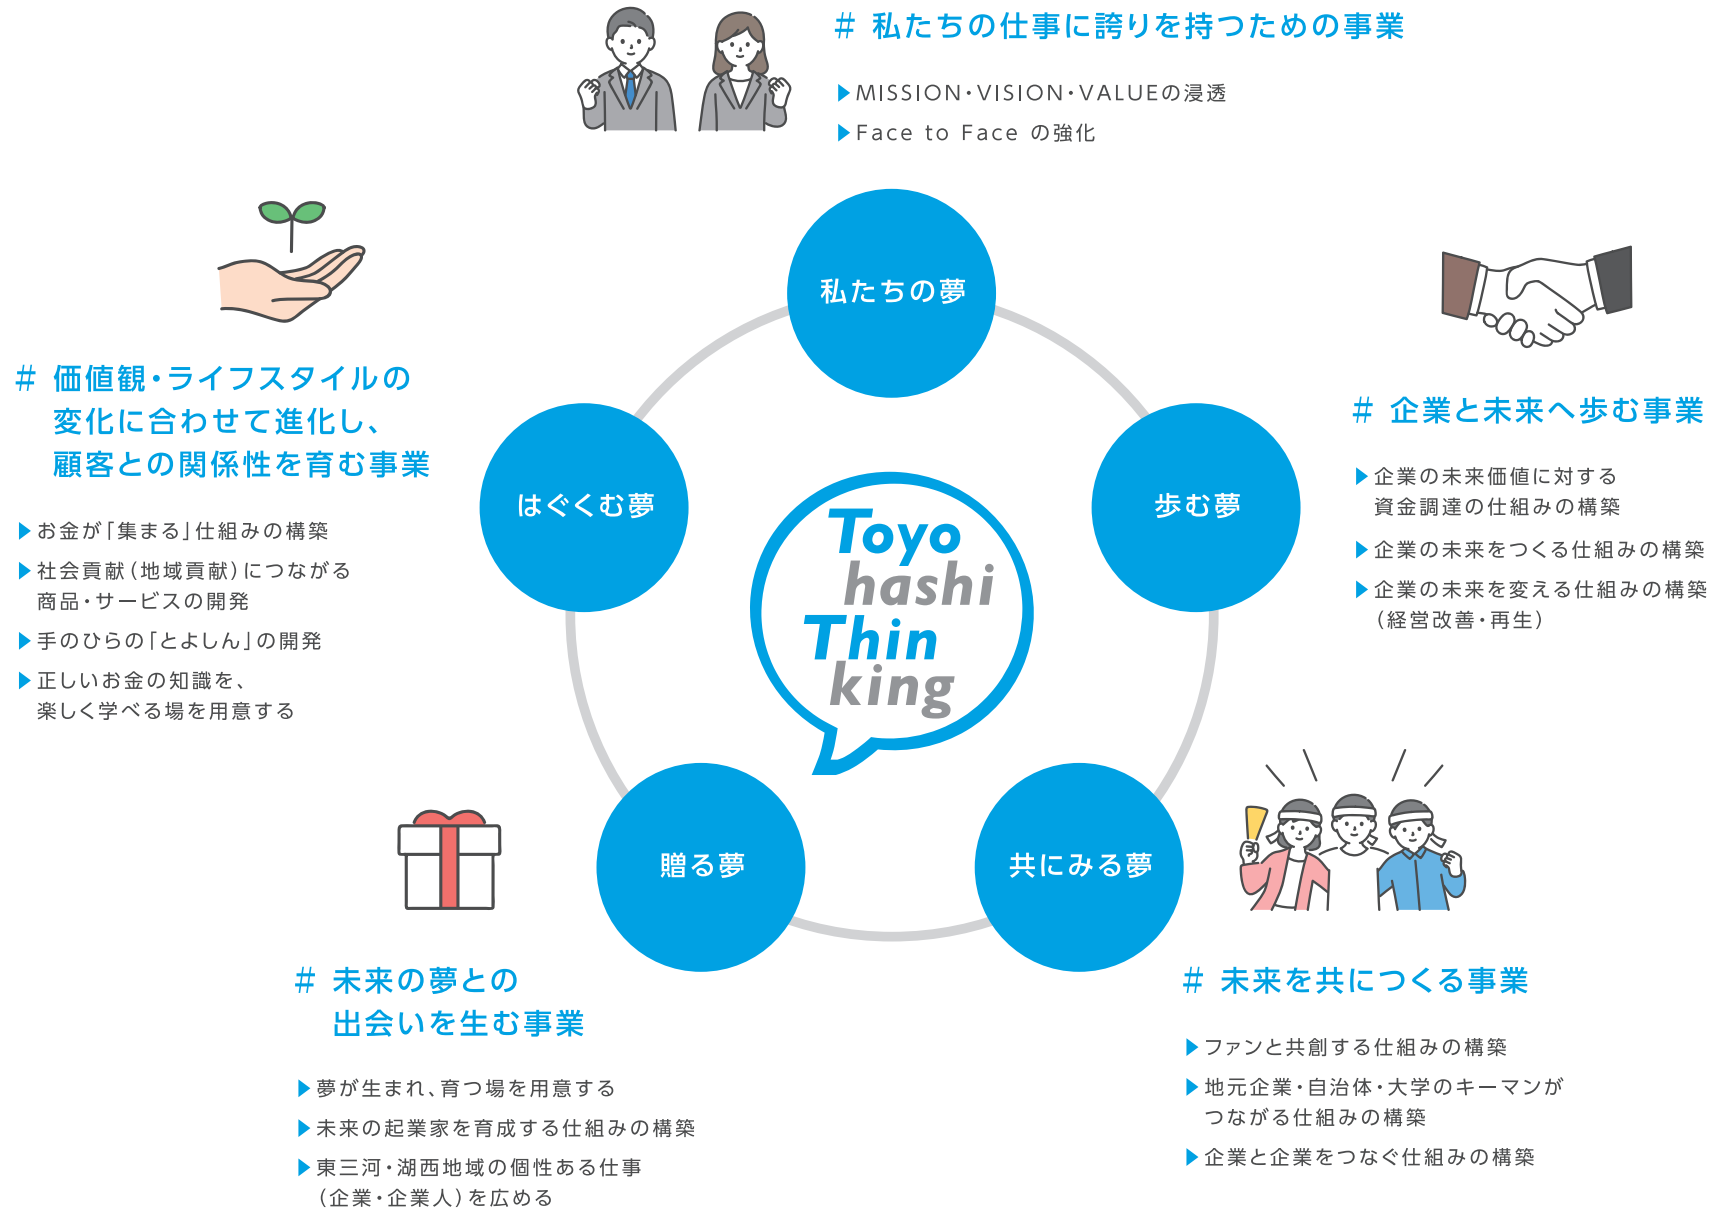 # 私たちの仕事に誇りを持つための事業
▶MISSION・VISION・VALUEの浸透
▶Face to Face の強化
私たちの夢
# 価値観・ライフスタイルの
変化に合わせて進化し、
顧客との関係性を育む事業
▶お金が「集まる」仕組みの構築
▶社会貢献（地域貢献）につながる
商品・サービスの開発
▶手のひらの「とよしん」の開発
▶正しいお金の知識を、
楽しく学べる場を用意する
はぐくむ夢
Toyo
hashi
Thin
king
歩む夢
# 企業と未来へ歩む事業
▶企業の未来価値に対する
資金調達の仕組みの構築
▶企業の未来をつくる仕組みの構築
▶企業の未来を変える仕組みの構築
（経営改善・再生）
贈る夢
共にみる夢
# 未来の夢との
出会いを生む事業
▶夢が生まれ、育つ場を用意する
▶未来の起業家を育成する仕組みの構築
▶東三河・湖西地域の個性ある仕事
（企業・企業人）を広める
# 未来を共につくる事業
▶ファンと共創する仕組みの構築
▶地元企業・自治体・大学のキーマンが
つながる仕組みの構築
▶企業と企業をつなぐ仕組みの構築